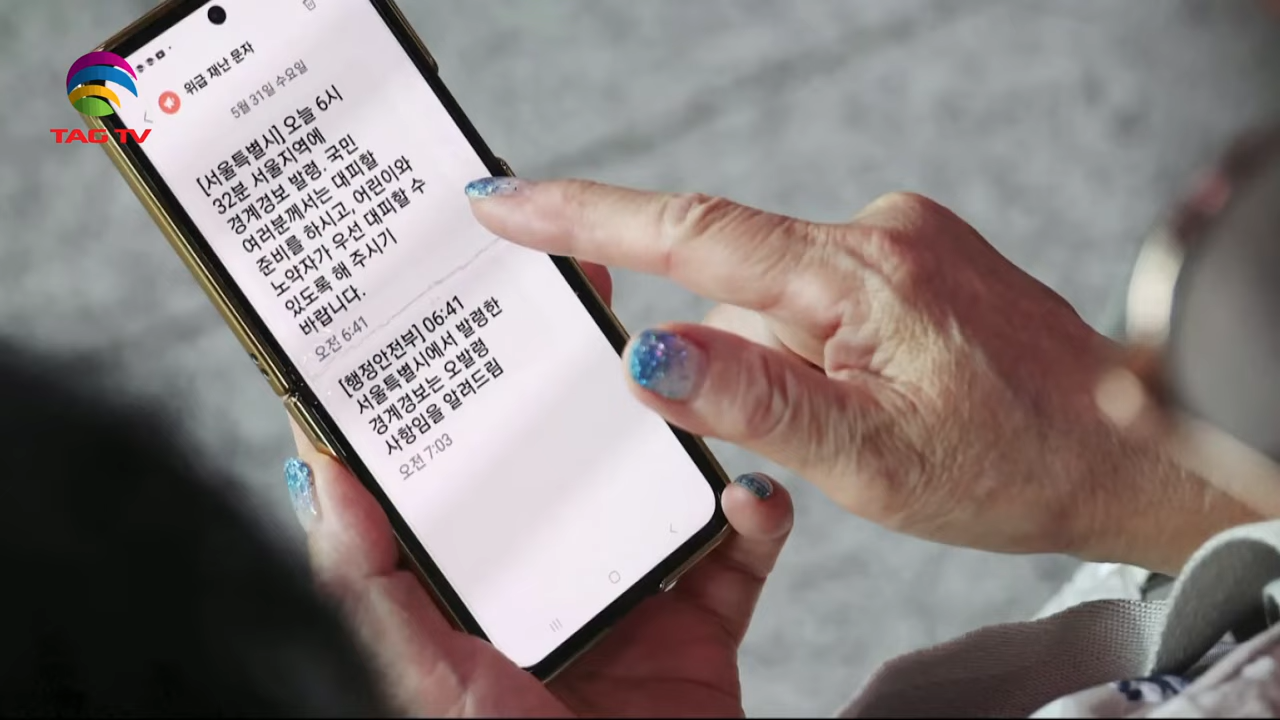 TAG TV
위급 재난 문자
5월 31일 수요일
[서울특별시] 오늘 6시
32분 서울지역에
경계경보 발령. 국민
여러분께서는 대피할
준비를 하시고, 어린이와
노약자가 우선 대피할 수
있도록 해 주시기
바랍니다.
오전 6:41
[행정안전부] 06:41
서울특별시에서 발령한
경계경보는 오발령
사항임을 알려드림
오전 7:03